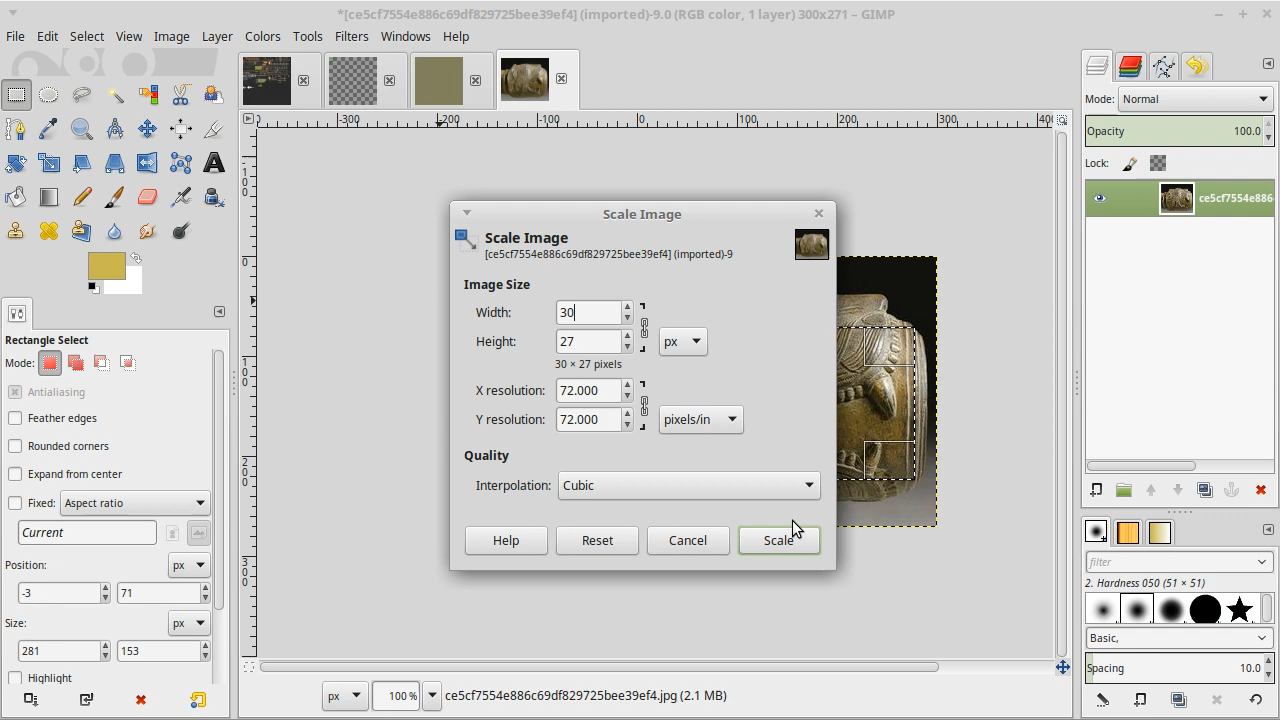 *[ce5cf7554e886c69df829725bee39ef4] (imported)-9.0 (RGB color, 1 layer) 300x271 – GIMP
File Edit Select View Image Layer Colors Tools Filters Windows Help
-300 -200 -100 0 100 200 300 400
0
100
200
300
Mode: Normal
Opacity 100.0
Lock:
ce5cf7554e886
Scale Image
Scale Image
[ce5cf7554e886c69df829725bee39ef4] (imported)-9
Image Size
Width: 30
Height: 27 px
30 × 27 pixels
X resolution: 72.000
Y resolution: 72.000 pixels/in
Quality
Interpolation: Cubic
Help Reset Cancel Scale
Rectangle Select
Mode:
Antialiasing
Feather edges
Rounded corners
Expand from center
Fixed: Aspect ratio
Current
Position: px
-3 71
Size: px
281 153
Highlight
filter
2. Hardness 050 (51 × 51)
Basic,
Spacing 10.0
px 100 % ce5cf7554e886c69df829725bee39ef4.jpg (2.1 MB)